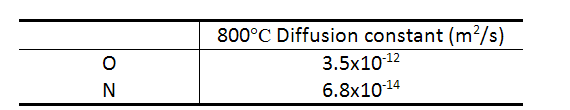 800°C Diffusion constant (m²/s)
O 3.5x10⁻¹²
N 6.8x10⁻¹⁴